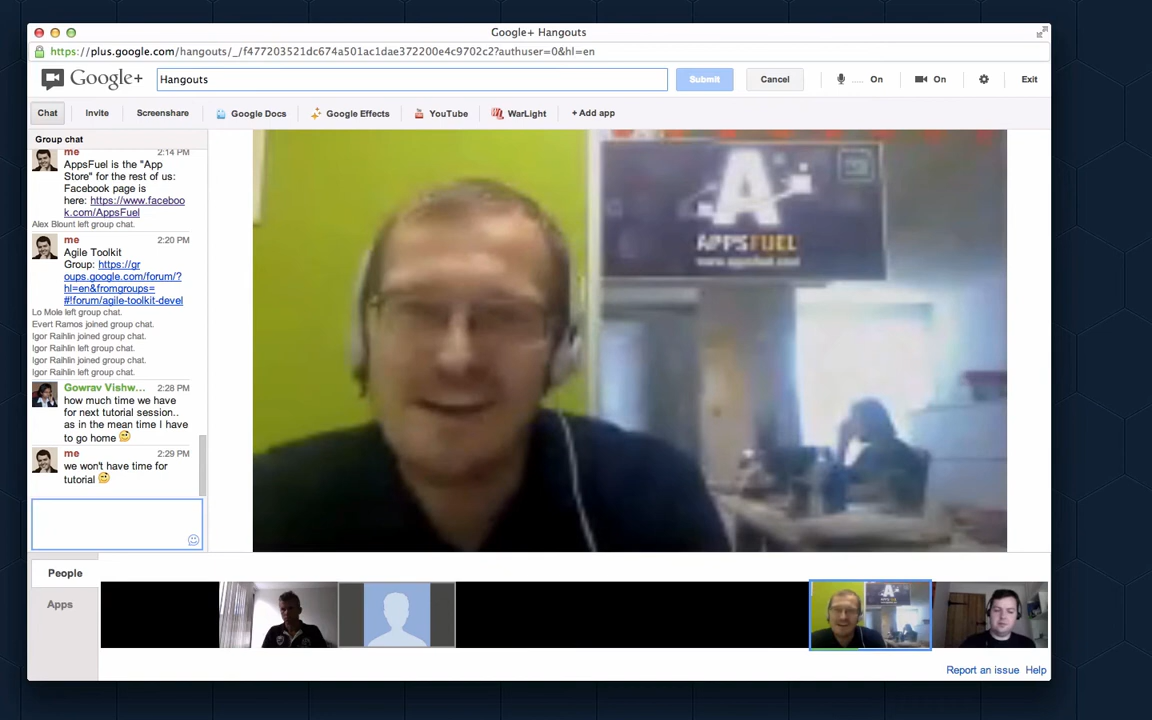 Google+ Hangouts
https://plus.google.com/hangouts/_/f477203521dc674a501ac1dae372200e4c9702c2?authuser=0&hl=en
Google+
Hangouts
Submit
Cancel
On
On
Exit
Chat
Invite
Screenshare
Google Docs
Google Effects
YouTube
WarLight
+ Add app
Group chat
me 2:14 PM
AppsFuel is the "App
Store" for the rest of us:
Facebook page is
here: https://www.faceboo
k.com/AppsFuel
Alex Blount left group chat.
me 2:20 PM
Agile Toolkit
Group: https://gr
oups.google.com/forum/?
hl=en&fromgroups=
#!forum/agile-toolkit-devel
Lo Mole left group chat.
Evert Ramos joined group chat.
Igor Raihlin joined group chat.
Igor Raihlin left group chat.
Igor Raihlin joined group chat.
Igor Raihlin left group chat.
Gowrav Vishw... 2:28 PM
how much time we have
for next tutorial session..
as in the mean time I have
to go home
me 2:29 PM
we won't have time for
tutorial
A
APPSFUEL
www.appsfuel.com
People
Apps
Report an issue
Help